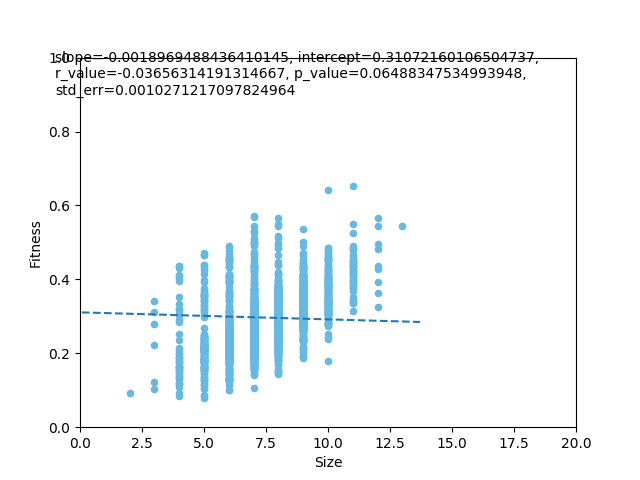 slope=-0.0018969488436410145, intercept=0.31072160106504737,
r_value=-0.03656314191314667, p_value=0.06488347534993948,
std_err=0.0010271217097824964
1.0
0.8
0.6
0.4
0.2
0.0
Fitness
0.0 2.5 5.0 7.5 10.0 12.5 15.0 17.5 20.0
Size